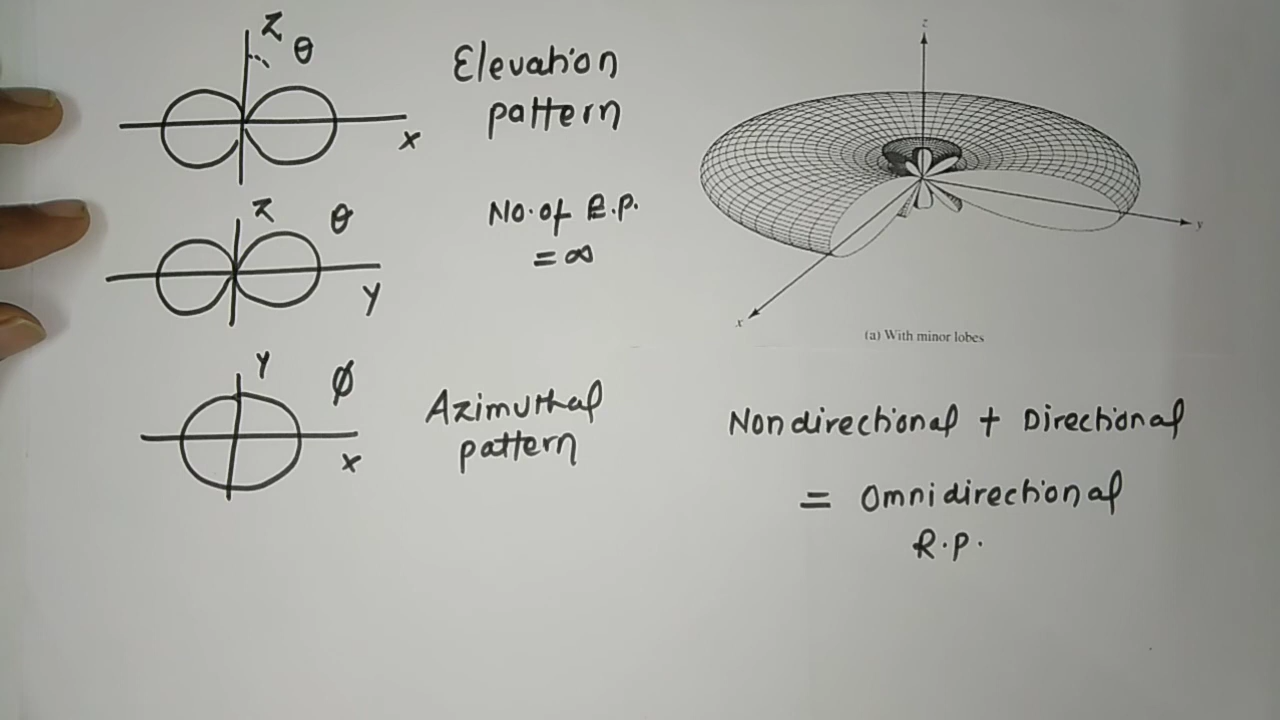 z
θ
Elevation
pattern
x
z
θ
No. of E.p.
= ∞
y
y
ϕ
Azimuthal
pattern
x
z
y
x
(a) With minor lobes
Nondirectional + Directional
= Omnidirectional
R.p.